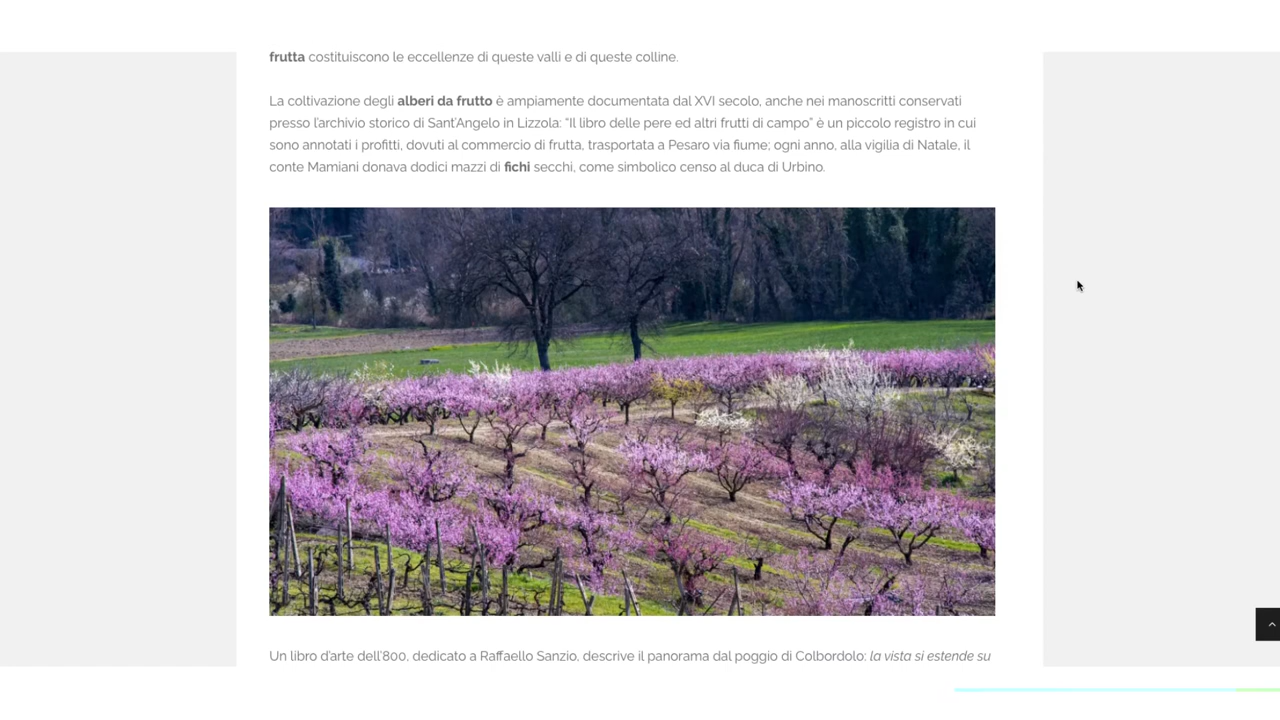 frutta costituiscono le eccellenze di queste valli e di queste colline.
La coltivazione degli alberi da frutto è ampiamente documentata dal XVI secolo, anche nei manoscritti conservati
presso l'archivio storico di Sant'Angelo in Lizzola: “Il libro delle pere ed altri frutti di campo” è un piccolo registro in cui
sono annotati i profitti, dovuti al commercio di frutta, trasportata a Pesaro via fiume; ogni anno, alla vigilia di Natale, il
conte Mamiani donava dodici mazzi di fichi secchi, come simbolico censo al duca di Urbino.
Un libro d'arte dell'800, dedicato a Raffaello Sanzio, descrive il panorama dal poggio di Colbordolo: la vista si estende su